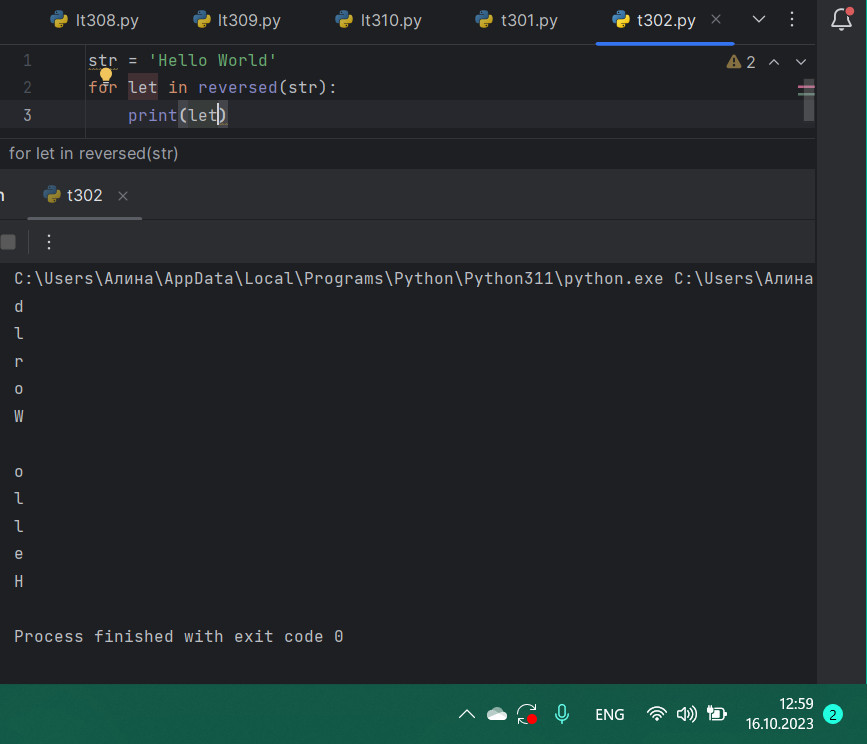 lt308.py lt309.py lt310.py t301.py t302.py
1 str = 'Hello World' 2
2 for let in reversed(str):
3 print(let)
for let in reversed(str)
t302
C:\Users\Алина\AppData\Local\Programs\Python\Python311\python.exe C:\Users\Алина
d
l
r
o
W
o
l
l
e
H
Process finished with exit code 0
ENG 12:59 2
16.10.2023